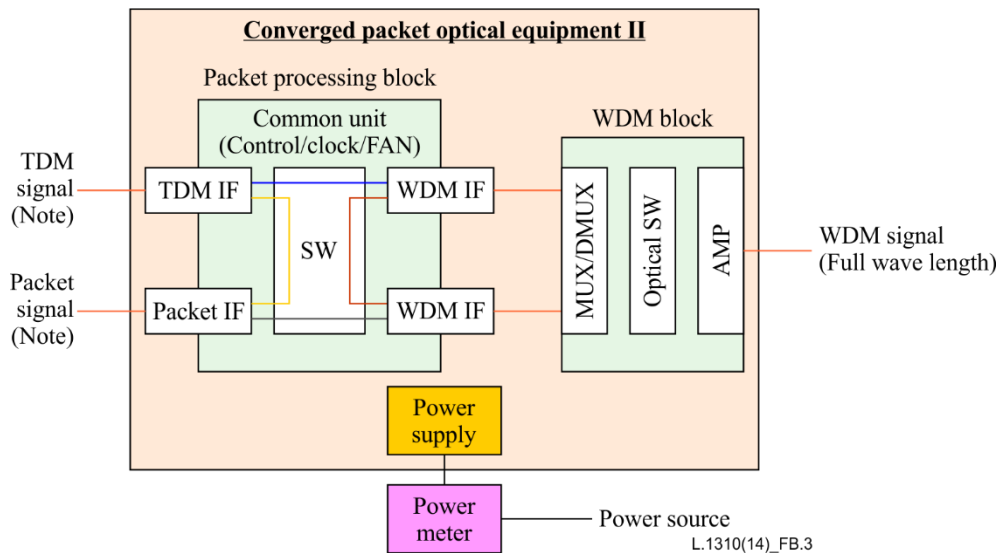 Converged packet optical equipment II
Packet processing block
Common unit
(Control/clock/FAN)
WDM block
TDM
signal
(Note)
TDM IF
WDM IF
SW
MUX/DMUX
Optical SW
AMP
WDM signal
(Full wave length)
Packet
signal
(Note)
Packet IF
WDM IF
Power
supply
Power
meter
Power source
L.1310(14)_FB.3